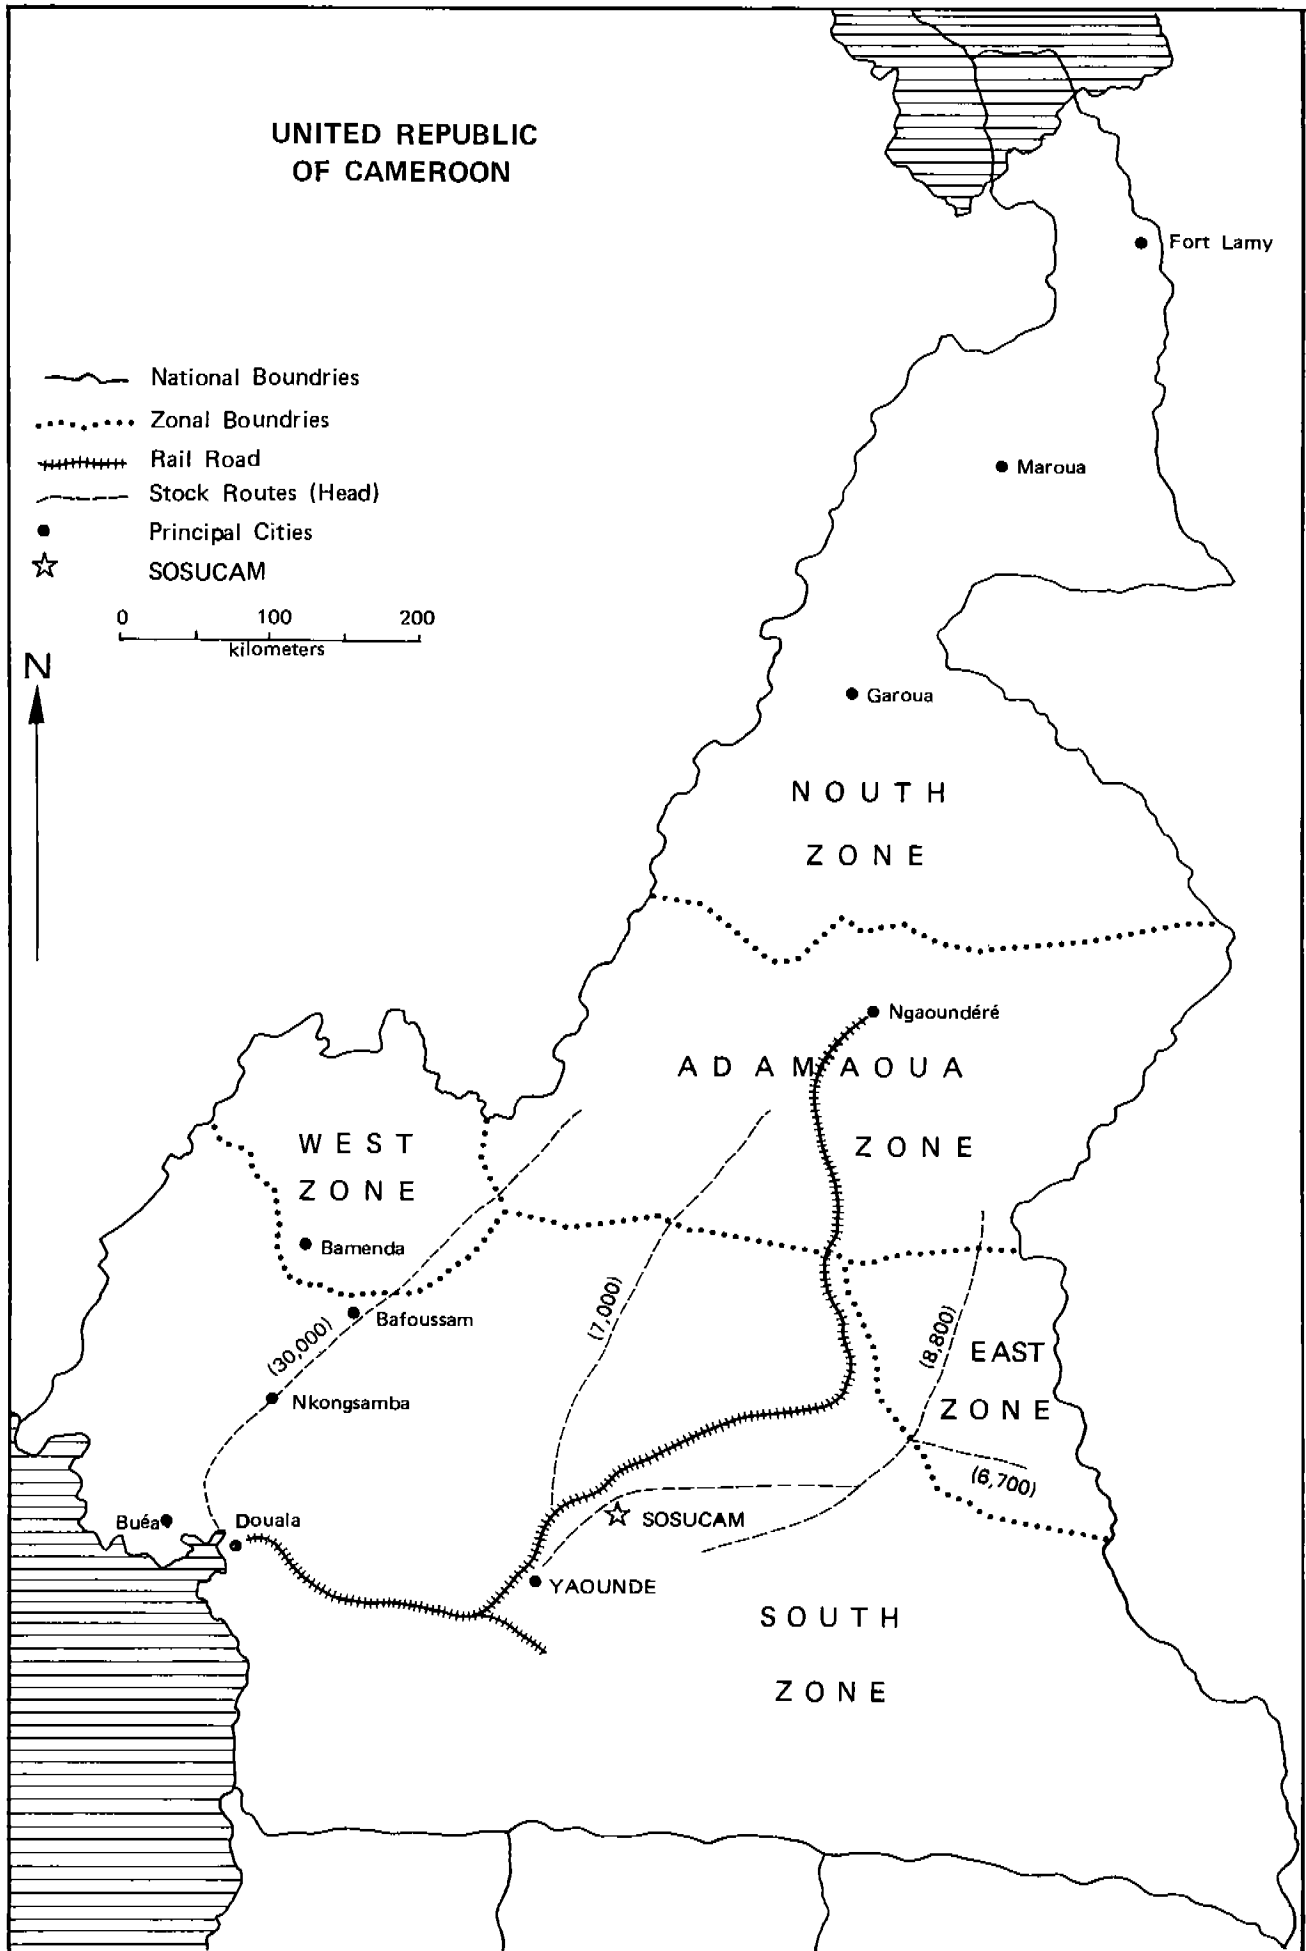 UNITED REPUBLIC
OF CAMEROON
Fort Lamy
National Boundries
Zonal Boundries
Rail Road
Stock Routes (Head)
Principal Cities
SOSUCAM
Maroua
0 100 200
kilometers
N
Garoua
NOUTH
ZONE
Ngaoundéré
ADAMAOUA
ZONE
WEST
ZONE
Bamenda
Bafoussam
(30,000)
(7,000)
(8,800)
EAST
ZONE
Nkongsamba
(6,700)
Buéa
Douala
SOSUCAM
YAOUNDE
SOUTH
ZONE